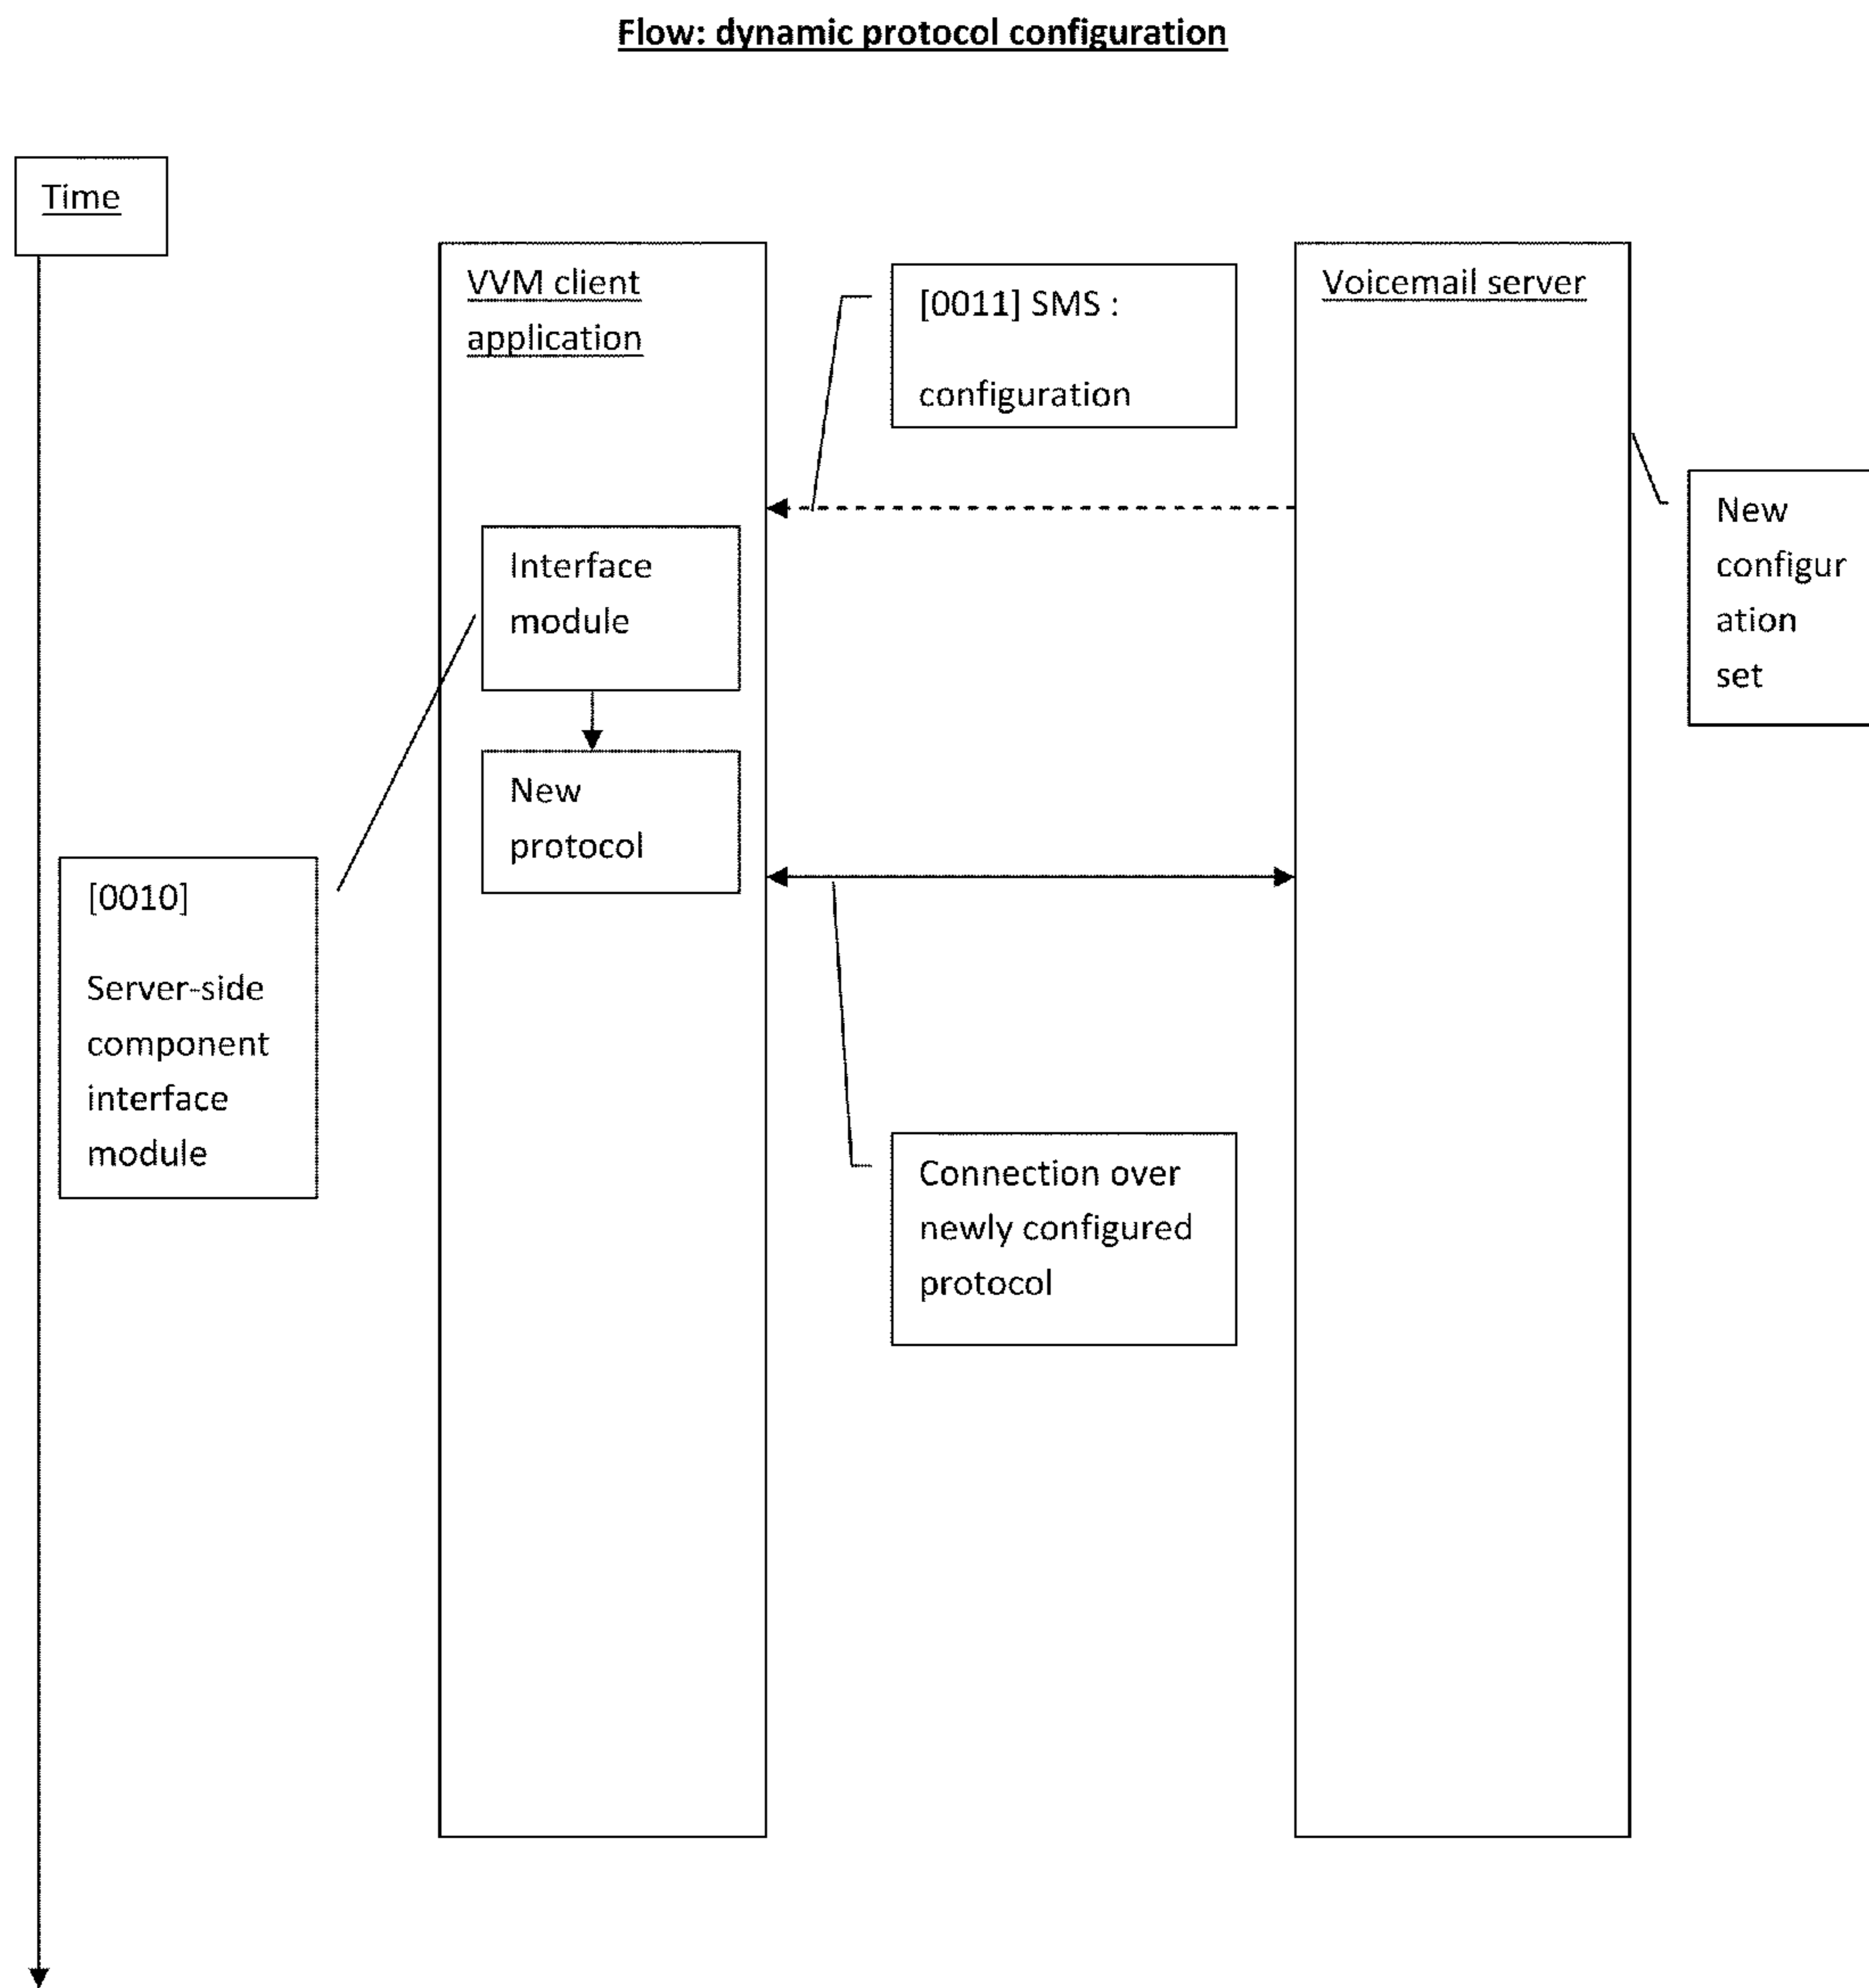 Flow: dynamic protocol configuration
Time
VVM client
application
[0011] SMS :
configuration
Voicemail server
New
configur
ation
set
Interface
module
New
protocol
[0010]
Server-side
component
interface
module
Connection over
newly configured
protocol